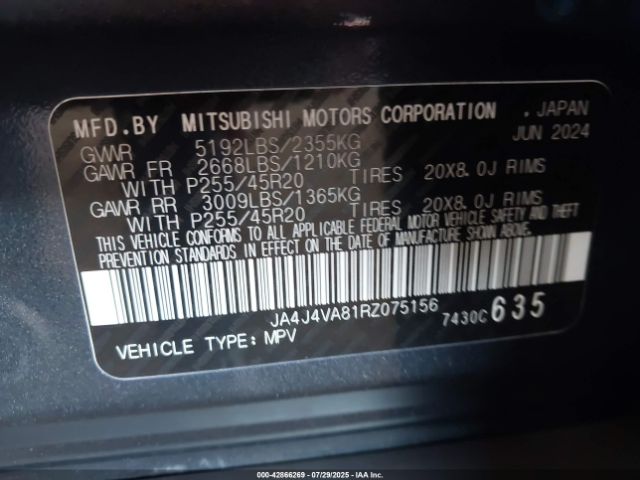 MFD.BY MITSUBISHI MOTORS CORPORATION . JAPAN
GVWR 5192LBS/2355KG JUN 2024
GAWR FR 2668LBS/1210KG
WITH P255/45R20 TIRES 20X8.0J RIMS
GAWR RR 3009LBS/1365KG
WITH P255/45R20 TIRES 20X8.0J RIMS
THIS VEHICLE CONFORMS TO ALL APPLICABLE FEDERAL MOTOR VEHICLE SAFETY AND THEFT
PREVENTION STANDARDS IN EFFECT ON THE DATE OF MANUFACTURE SHOWN ABOVE.
JA4J4VA81RZ075156 7430C 635
VEHICLE TYPE: MPV
000-42866269 - 07/29/2025 - IAA Inc.